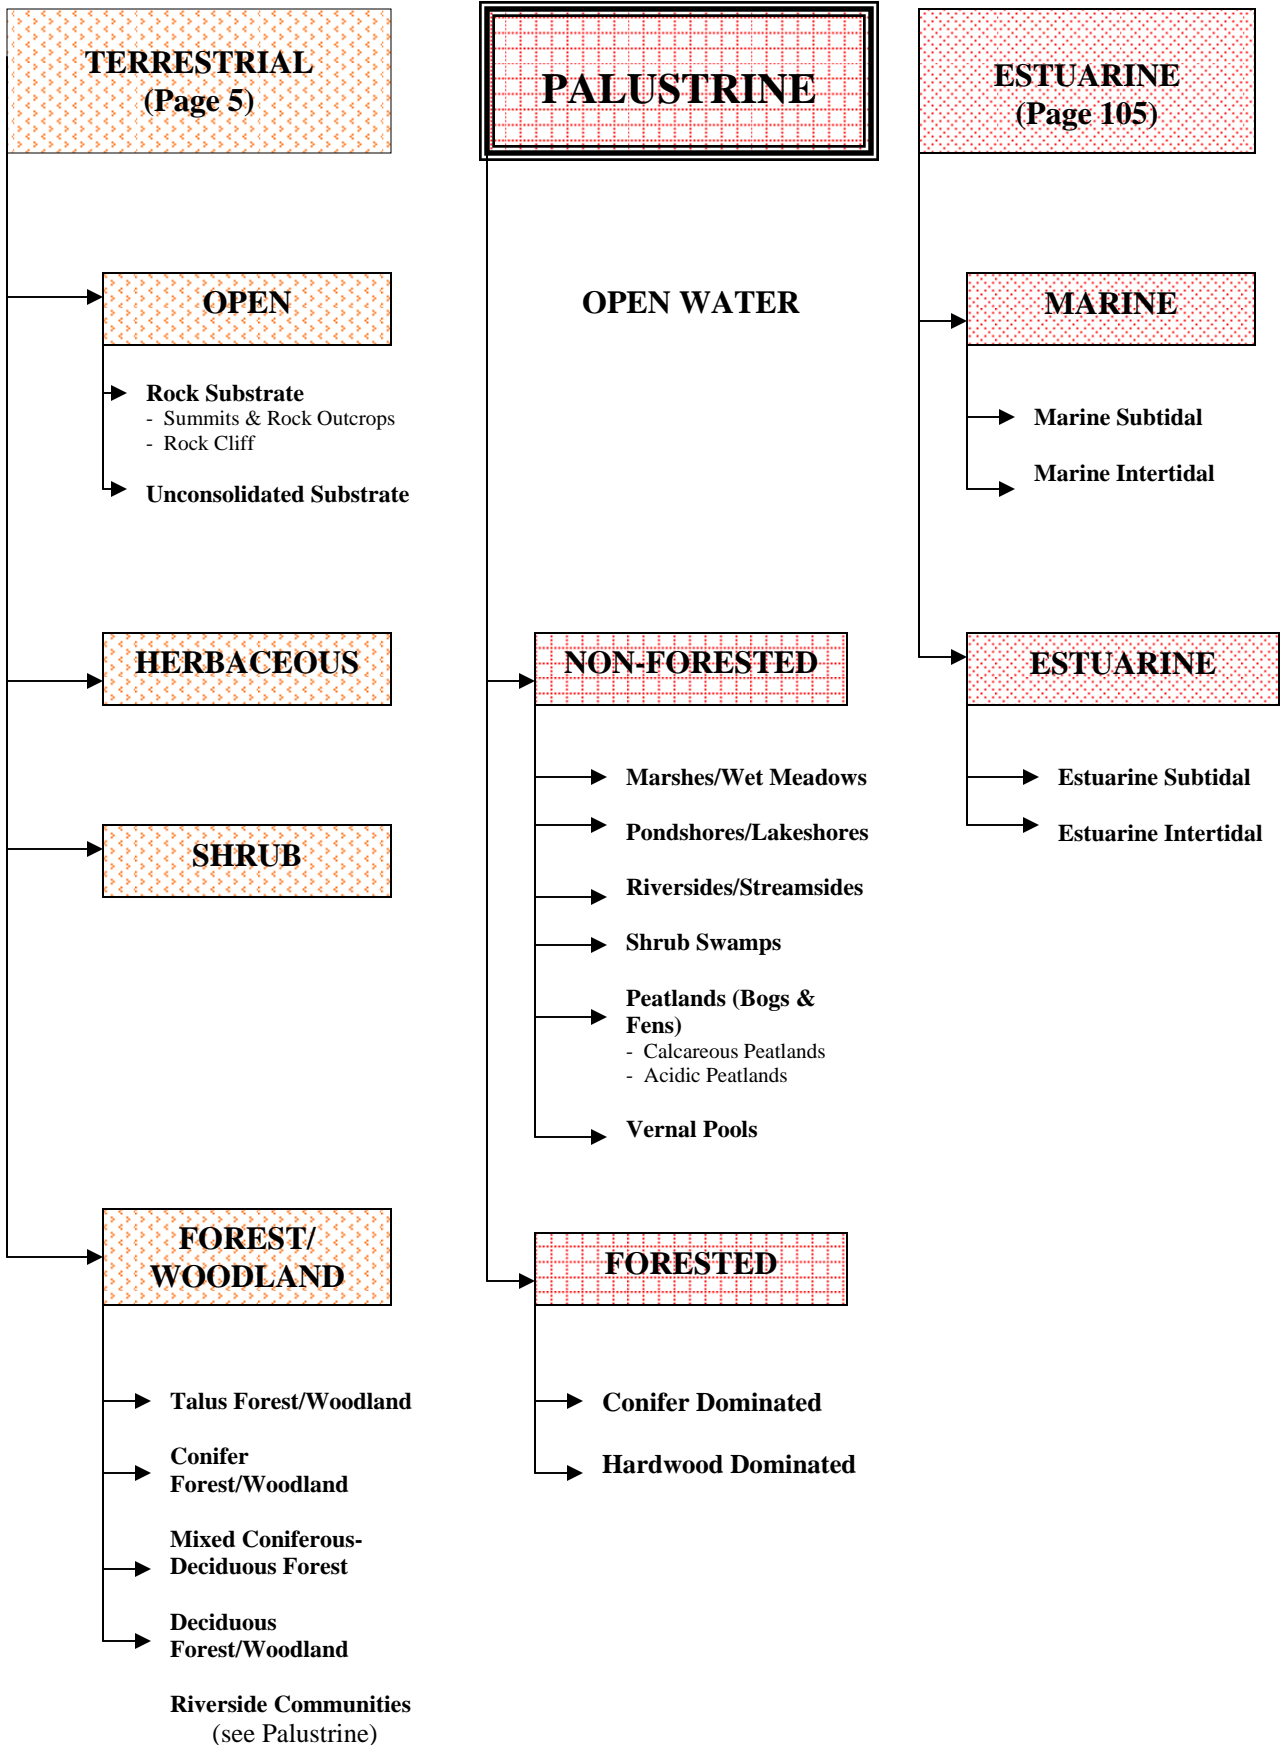 TERRESTRIAL
(Page 5)
OPEN
Rock Substrate
- Summits & Rock Outcrops
- Rock Cliff
Unconsolidated Substrate
HERBACEOUS
SHRUB
FOREST/
WOODLAND
Talus Forest/Woodland
Conifer
Forest/Woodland
Mixed Coniferous-
Deciduous Forest
Deciduous
Forest/Woodland
Riverside Communities
(see Palustrine)
PALUSTRINE
OPEN WATER
NON-FORESTED
Marshes/Wet Meadows
Pondshores/Lakeshores
Riversides/Streamsides
Shrub Swamps
Peatlands (Bogs &
Fens)
- Calcareous Peatlands
- Acidic Peatlands
Vernal Pools
FORESTED
Conifer Dominated
Hardwood Dominated
ESTUARINE
(Page 105)
MARINE
Marine Subtidal
Marine Intertidal
ESTUARINE
Estuarine Subtidal
Estuarine Intertidal